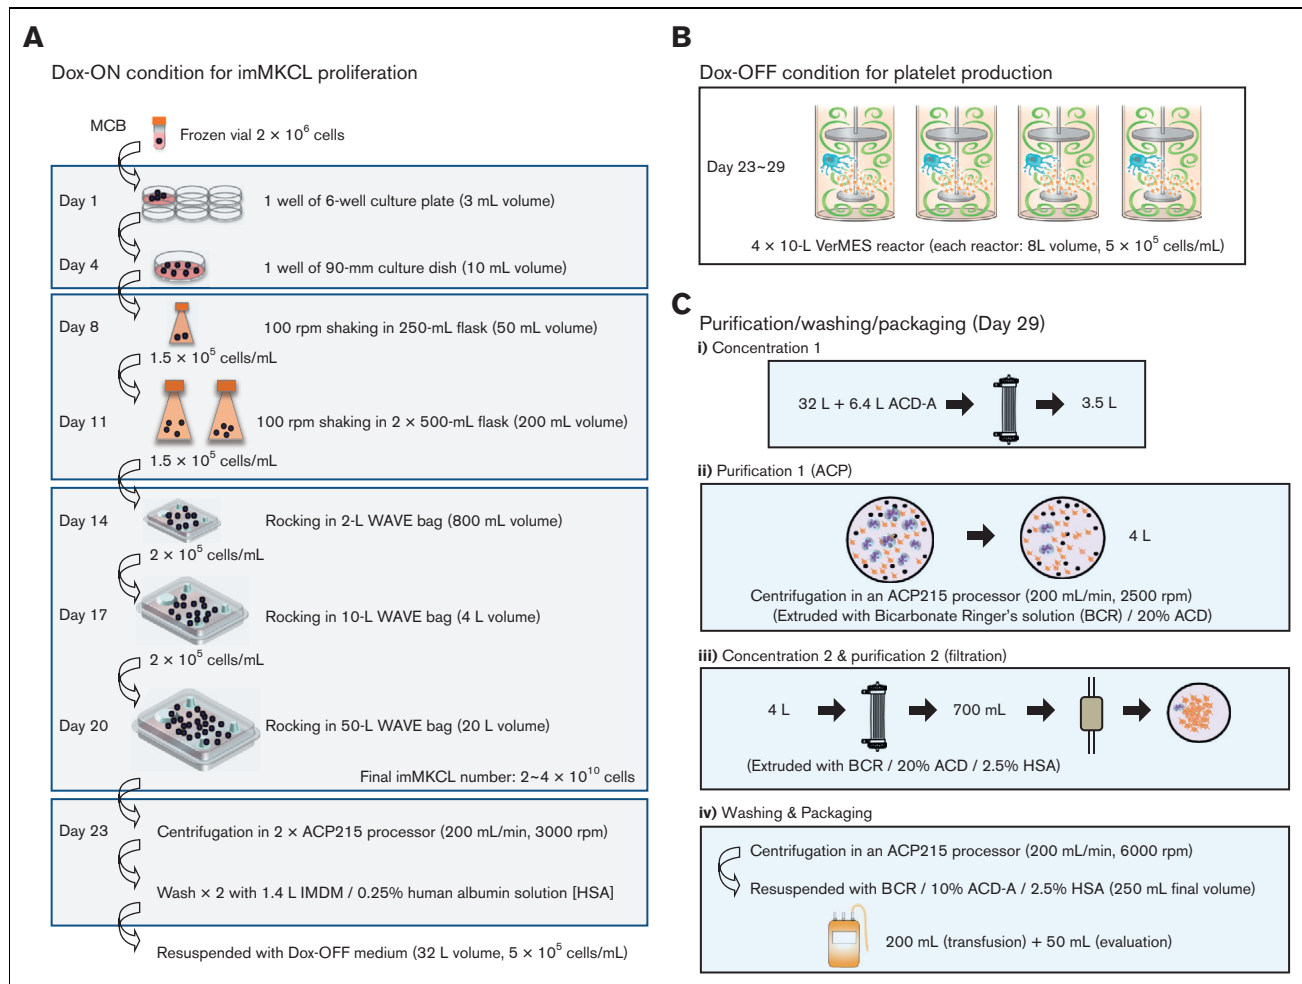 A
Dox-ON condition for imMKCL proliferation
MCB
Frozen vial 2 × 10⁶ cells
Day 1
1 well of 6-well culture plate (3 mL volume)
Day 4
1 well of 90-mm culture dish (10 mL volume)
Day 8
100 rpm shaking in 250-mL flask (50 mL volume)
1.5 × 10⁵ cells/mL
Day 11
100 rpm shaking in 2 × 500-mL flask (200 mL volume)
1.5 × 10⁵ cells/mL
Day 14
Rocking in 2-L WAVE bag (800 mL volume)
2 × 10⁵ cells/mL
Day 17
Rocking in 10-L WAVE bag (4 L volume)
2 × 10⁵ cells/mL
Day 20
Rocking in 50-L WAVE bag (20 L volume)
Final imMKCL number: 2~4 × 10¹⁰ cells
Day 23
Centrifugation in 2 × ACP215 processor (200 mL/min, 3000 rpm)
Wash × 2 with 1.4 L IMDM / 0.25% human albumin solution [HSA]
Resuspended with Dox-OFF medium (32 L volume, 5 × 10⁵ cells/mL)
B
Dox-OFF condition for platelet production
Day 23~29
4 × 10-L VerMES reactor (each reactor: 8L volume, 5 × 10⁵ cells/mL)
C
Purification/washing/packaging (Day 29)
i) Concentration 1
32 L + 6.4 L ACD-A
3.5 L
ii) Purification 1 (ACP)
4 L
Centrifugation in an ACP215 processor (200 mL/min, 2500 rpm)
(Extruded with Bicarbonate Ringer's solution (BCR) / 20% ACD)
iii) Concentration 2 & purification 2 (filtration)
4 L
700 mL
(Extruded with BCR / 20% ACD / 2.5% HSA)
iv) Washing & Packaging
Centrifugation in an ACP215 processor (200 mL/min, 6000 rpm)
Resuspended with BCR / 10% ACD-A / 2.5% HSA (250 mL final volume)
200 mL (transfusion) + 50 mL (evaluation)